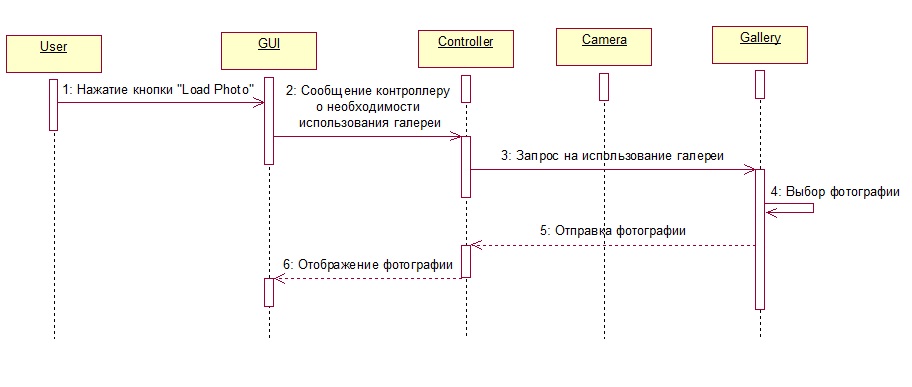 User
GUI
Controller
Camera
Gallery
1: Нажатие кнопки "Load Photo"
2: Сообщение контроллеру
о необходимости
использования галереи
3: Запрос на использование галереи
4: Выбор фотографии
5: Отправка фотографии
6: Отображение фотографии